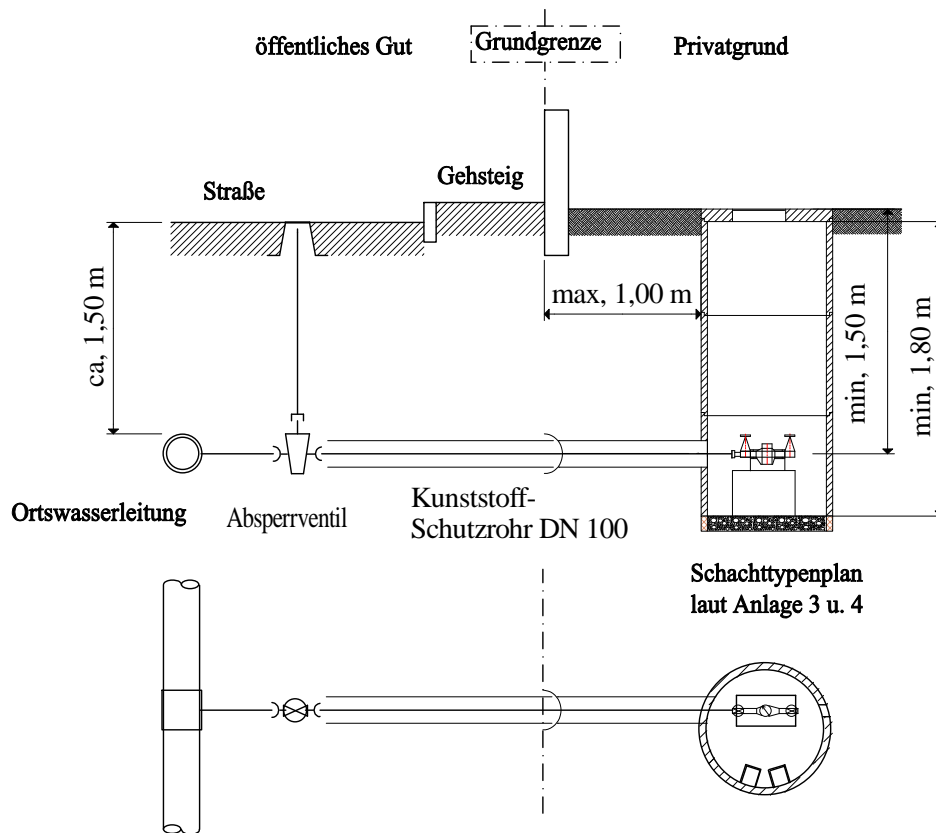 öffentliches Gut
Grundgrenze
Privatgrund
Straße
Gehsteig
ca, 1,50 m
max, 1,00 m
min, 1,50 m
min, 1,80 m
Ortswasserleitung
Absperrventil
Kunststoff-
Schutzrohr DN 100
Schachttypenplan
laut Anlage 3 u. 4